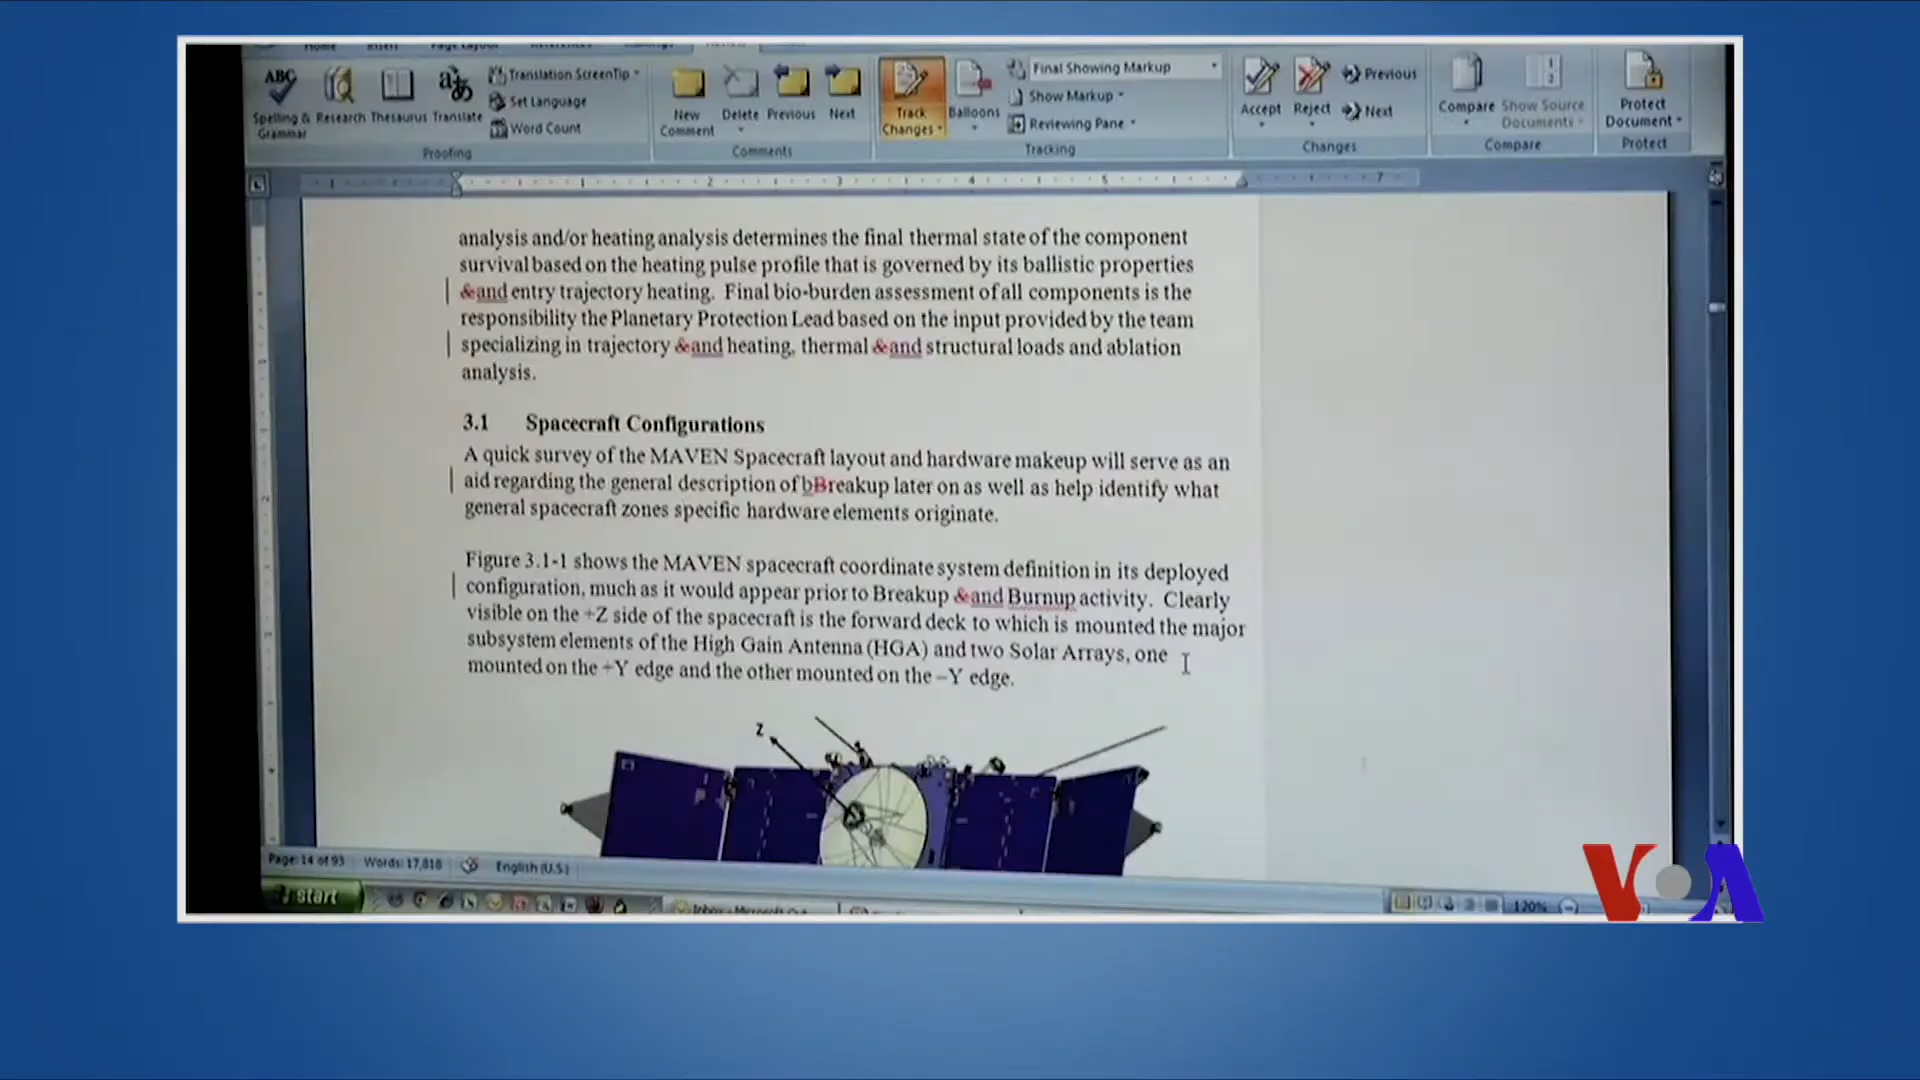 Translation ScreenTip
Set Language
Word Count
Spelling & Research Thesaurus Translate
Grammar
Proofing
New Comment
Delete
Previous
Next
Comments
Track Changes
Balloons
Final Showing Markup
Show Markup
Reviewing Pane
Tracking
Accept
Reject
Previous
Next
Changes
Compare
Show Source Documents
Compare
Protect Document
Protect
analysis and/or heating analysis determines the final thermal state of the component
survival based on the heating pulse profile that is governed by its ballistic properties
&and entry trajectory heating. Final bio-burden assessment of all components is the
responsibility the Planetary Protection Lead based on the input provided by the team
specializing in trajectory &and heating, thermal &and structural loads and ablation
analysis.
3.1 Spacecraft Configurations
A quick survey of the MAVEN Spacecraft layout and hardware makeup will serve as an
aid regarding the general description of bBreakup later on as well as help identify what
general spacecraft zones specific hardware elements originate.
Figure 3.1-1 shows the MAVEN spacecraft coordinate system definition in its deployed
configuration, much as it would appear prior to Breakup &and Burnup activity. Clearly
visible on the +Z side of the spacecraft is the forward deck to which is mounted the major
subsystem elements of the High Gain Antenna (HGA) and two Solar Arrays, one
mounted on the +Y edge and the other mounted on the –Y edge.
Z
Page: 14 of 93 Words: 17,818 English (U.S.)
start
120%
VOA